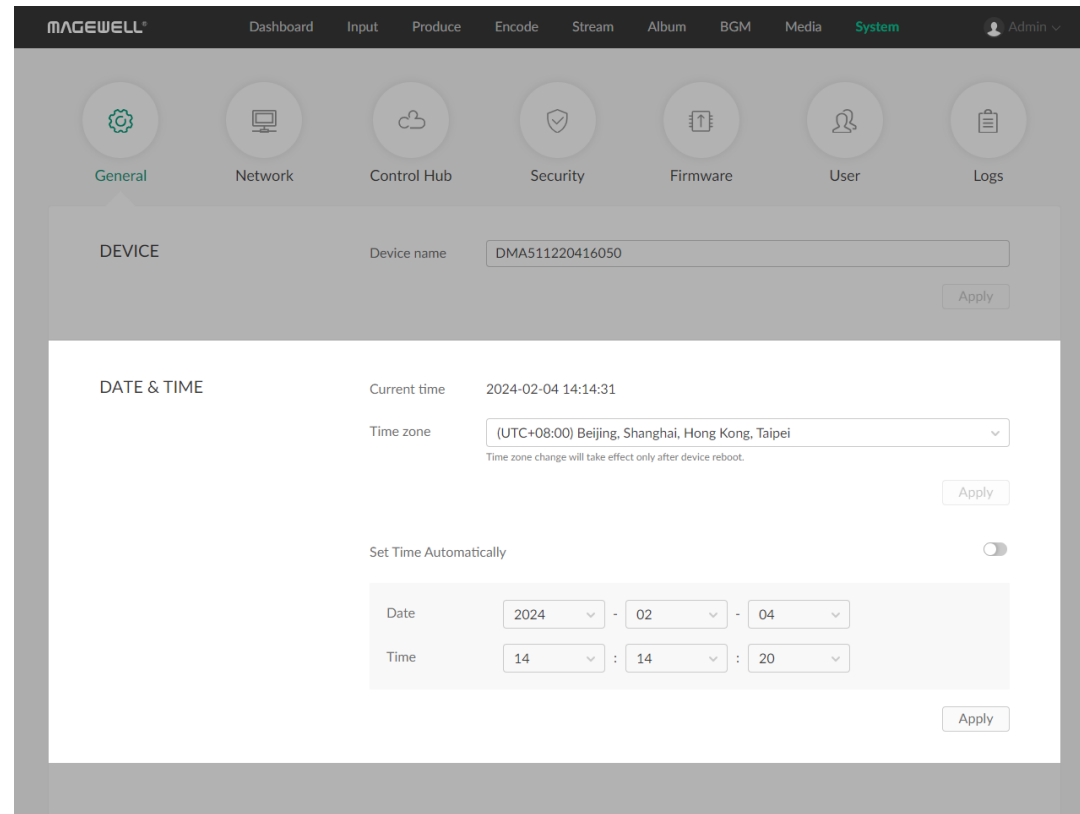 MAGEWELL® Dashboard Input Produce Encode Stream Album BGM Media System Admin
General Network Control Hub Security Firmware User Logs
DEVICE Device name DMA511220416050
Apply
DATE & TIME Current time 2024-02-04 14:14:31
Time zone (UTC+08:00) Beijing, Shanghai, Hong Kong, Taipei
Time zone change will take effect only after device reboot.
Apply
Set Time Automatically
Date 2024 - 02 - 04
Time 14 : 14 : 20
Apply